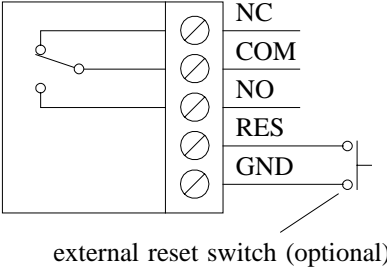 NC
COM
NO
RES
GND
external reset switch (optional)